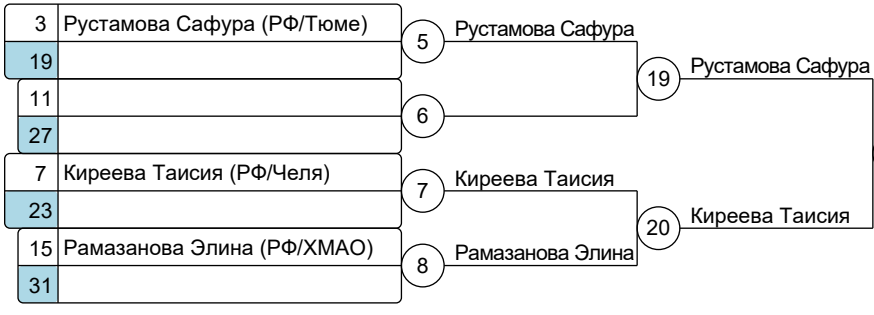 3 Рустамова Сафура (РФ/Тюме)
19
5 Рустамова Сафура
11
27
6
19 Рустамова Сафура
7 Киреева Таисия (РФ/Челя)
23
7 Киреева Таисия
15 Рамазанова Элина (РФ/ХМАО)
31
8 Рамазанова Элина
20 Киреева Таисия